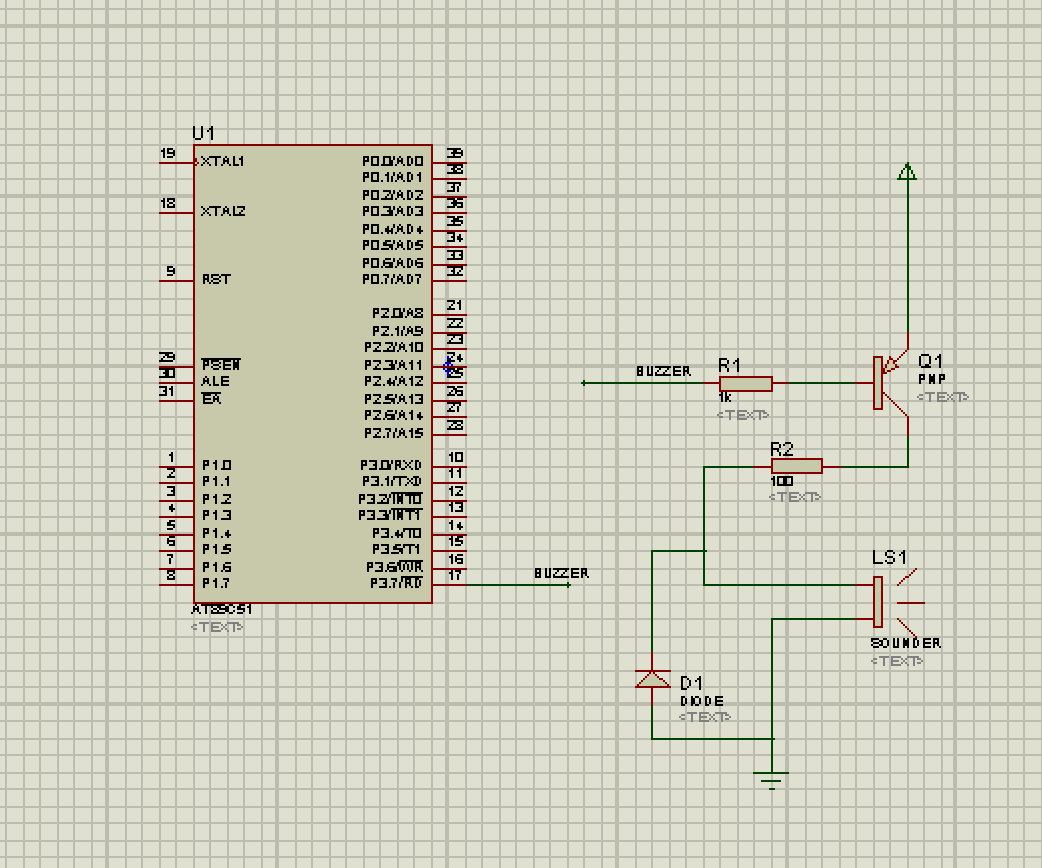 U1
19 XTAL1
18 XTAL2
9 RST
29 PSEN
30 ALE
31 EA
1 P1.0
2 P1.1
3 P1.2
4 P1.3
5 P1.4
6 P1.5
7 P1.6
8 P1.7
P0.0/AD0 39
P0.1/AD1 38
P0.2/AD2 37
P0.3/AD3 36
P0.4/AD4 35
P0.5/AD5 34
P0.6/AD6 33
P0.7/AD7 32
P2.0/A8 21
P2.1/A9 22
P2.2/A10 23
P2.3/A11 24
P2.4/A12 25
P2.5/A13 26
P2.6/A14 27
P2.7/A15 28
P3.0/RXD 10
P3.1/TXD 11
P3.2/INT0 12
P3.3/INT1 13
P3.4/T0 14
P3.5/T1 15
P3.6/WR 16
P3.7/RD 17
AT89C51
<TEXT>
BUZZER
BUZZER
R1
1k
<TEXT>
Q1
PNP
<TEXT>
R2
100
<TEXT>
LS1
SOUNDER
<TEXT>
D1
DIODE
<TEXT>